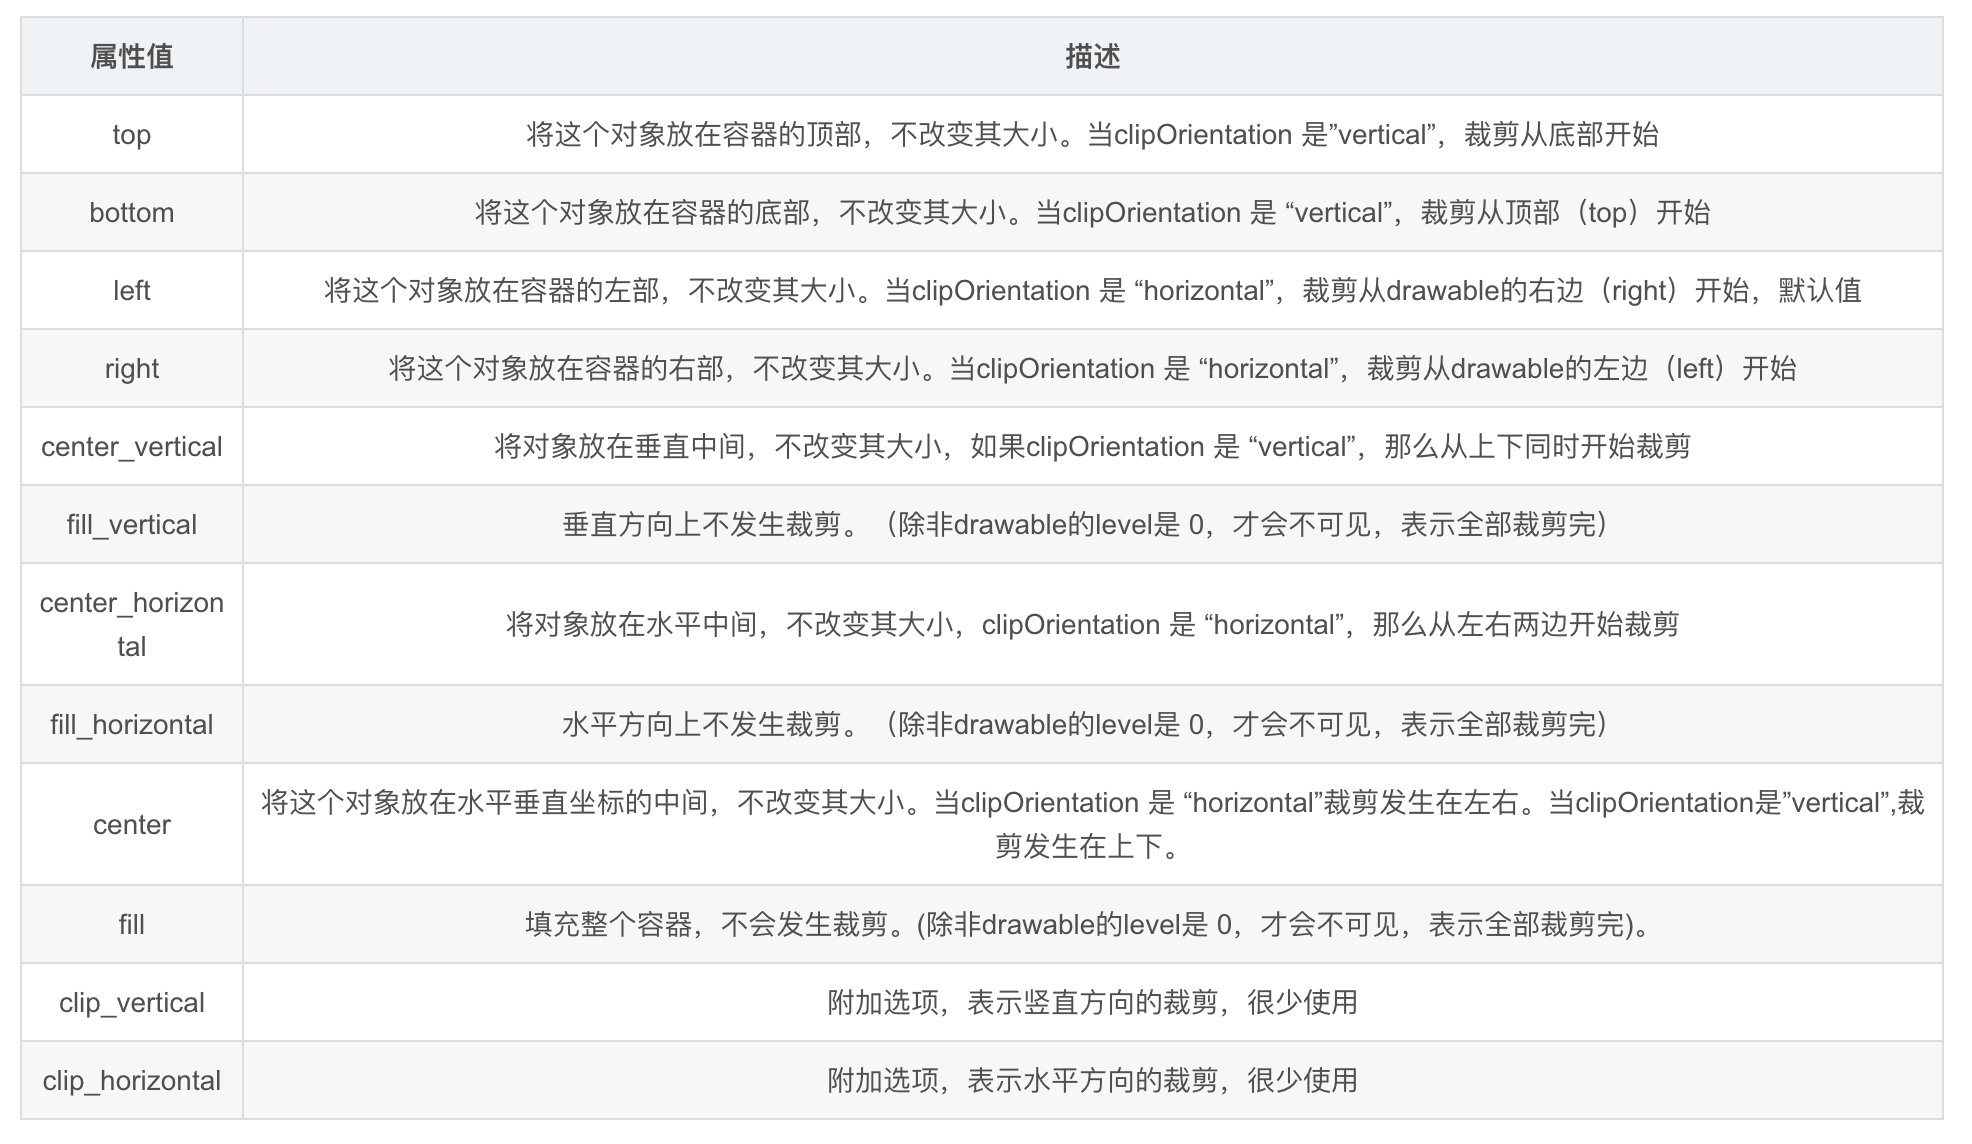 属性值
描述
top
将这个对象放在容器的顶部，不改变其大小。当clipOrientation 是”vertical”，裁剪从底部开始
bottom
将这个对象放在容器的底部，不改变其大小。当clipOrientation 是 “vertical”，裁剪从顶部（top）开始
left
将这个对象放在容器的左部，不改变其大小。当clipOrientation 是 “horizontal”，裁剪从drawable的右边（right）开始，默认值
right
将这个对象放在容器的右部，不改变其大小。当clipOrientation 是 “horizontal”，裁剪从drawable的左边（left）开始
center_vertical
将对象放在垂直中间，不改变其大小，如果clipOrientation 是 “vertical”，那么从上下同时开始裁剪
fill_vertical
垂直方向上不发生裁剪。（除非drawable的level是 0，才会不可见，表示全部裁剪完）
center_horizon
tal
将对象放在水平中间，不改变其大小，clipOrientation 是 “horizontal”，那么从左右两边开始裁剪
fill_horizontal
水平方向上不发生裁剪。（除非drawable的level是 0，才会不可见，表示全部裁剪完）
center
将这个对象放在水平垂直坐标的中间，不改变其大小。当clipOrientation 是 “horizontal”裁剪发生在左右。当clipOrientation是”vertical”,裁
剪发生在上下。
fill
填充整个容器，不会发生裁剪。(除非drawable的level是 0，才会不可见，表示全部裁剪完)。
clip_vertical
附加选项，表示竖直方向的裁剪，很少使用
clip_horizontal
附加选项，表示水平方向的裁剪，很少使用